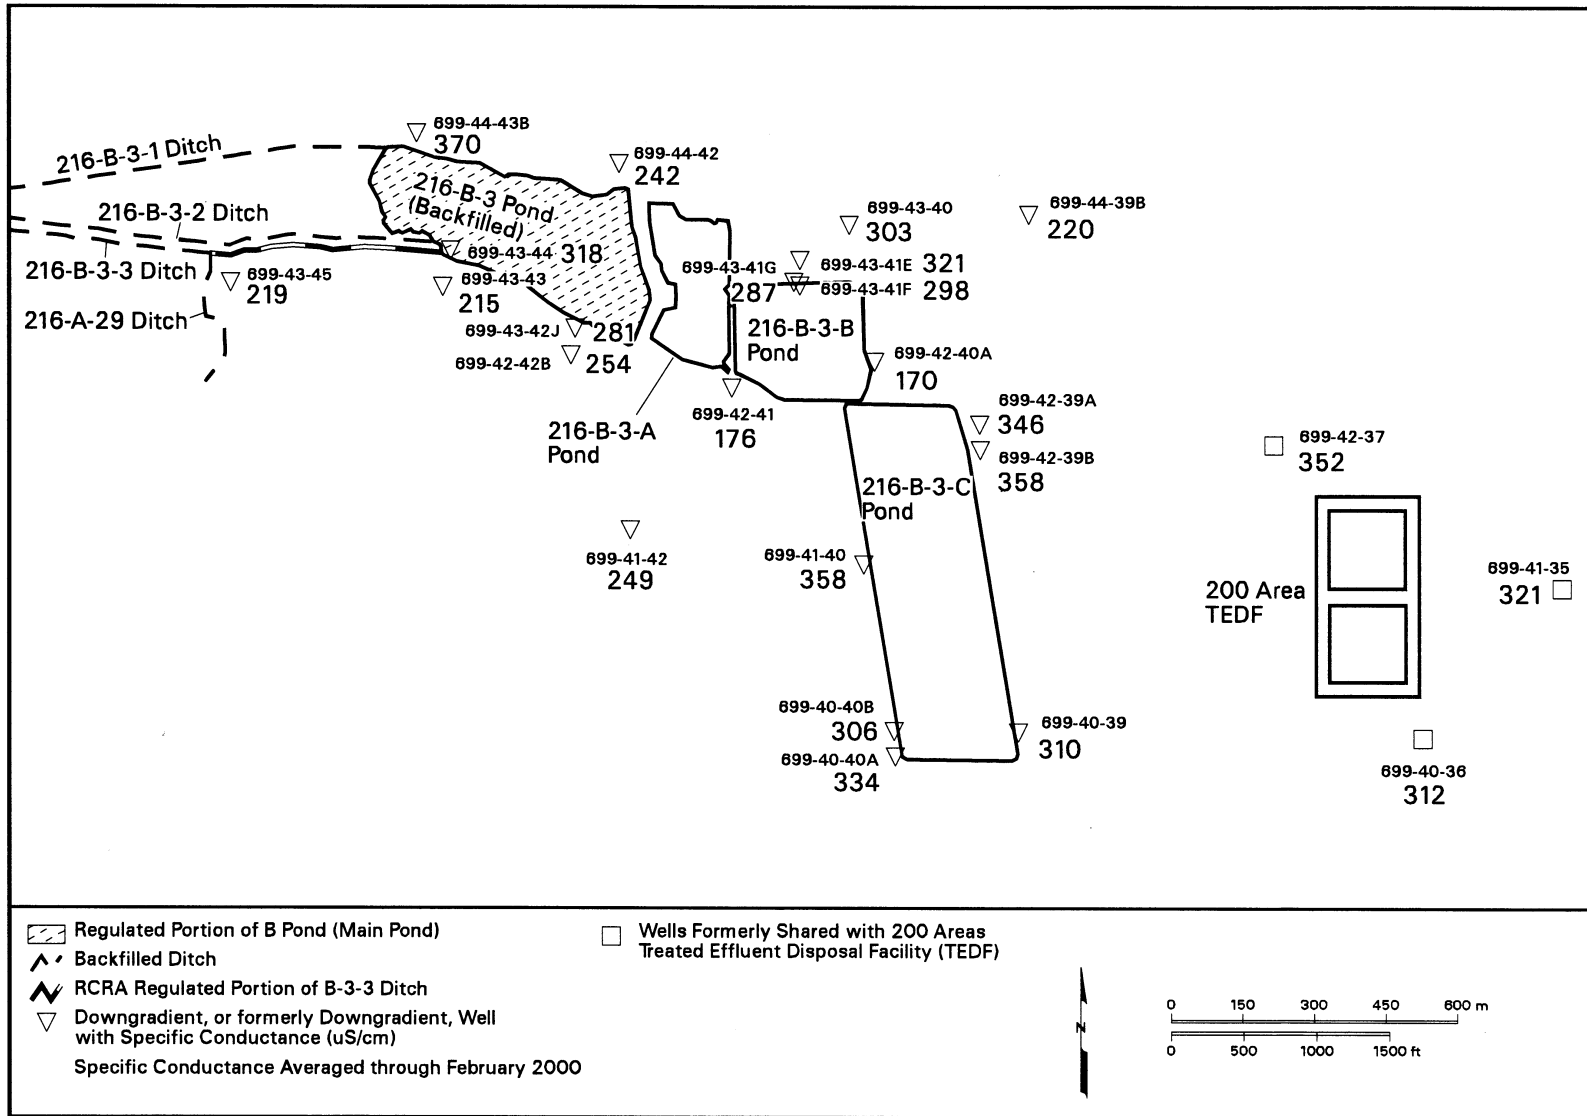 699-44-43B
370
216-B-3-1 Ditch
699-44-42
242
216-B-3 Pond
(Backfilled)
216-B-3-2 Ditch
699-43-40
303
699-44-39B
220
699-43-44 318
216-B-3-3 Ditch
699-43-45
219
699-43-43
215
699-43-41G
287
699-43-41E 321
699-43-41F 298
216-A-29 Ditch
699-43-42J 281
699-42-42B 254
216-B-3-B
Pond
699-42-40A
170
216-B-3-A
Pond
699-42-41
176
699-42-39A
346
699-42-39B
358
699-42-37
352
216-B-3-C
Pond
699-41-42
249
699-41-40
358
200 Area
TEDF
699-41-35
321
699-40-40B
306
699-40-39
310
699-40-40A
334
699-40-36
312
Regulated Portion of B Pond (Main Pond)
Backfilled Ditch
RCRA Regulated Portion of B-3-3 Ditch
Downgradient, or formerly Downgradient, Well
with Specific Conductance (uS/cm)
Specific Conductance Averaged through February 2000
Wells Formerly Shared with 200 Areas
Treated Effluent Disposal Facility (TEDF)
N
0 150 300 450 600 m
0 500 1000 1500 ft